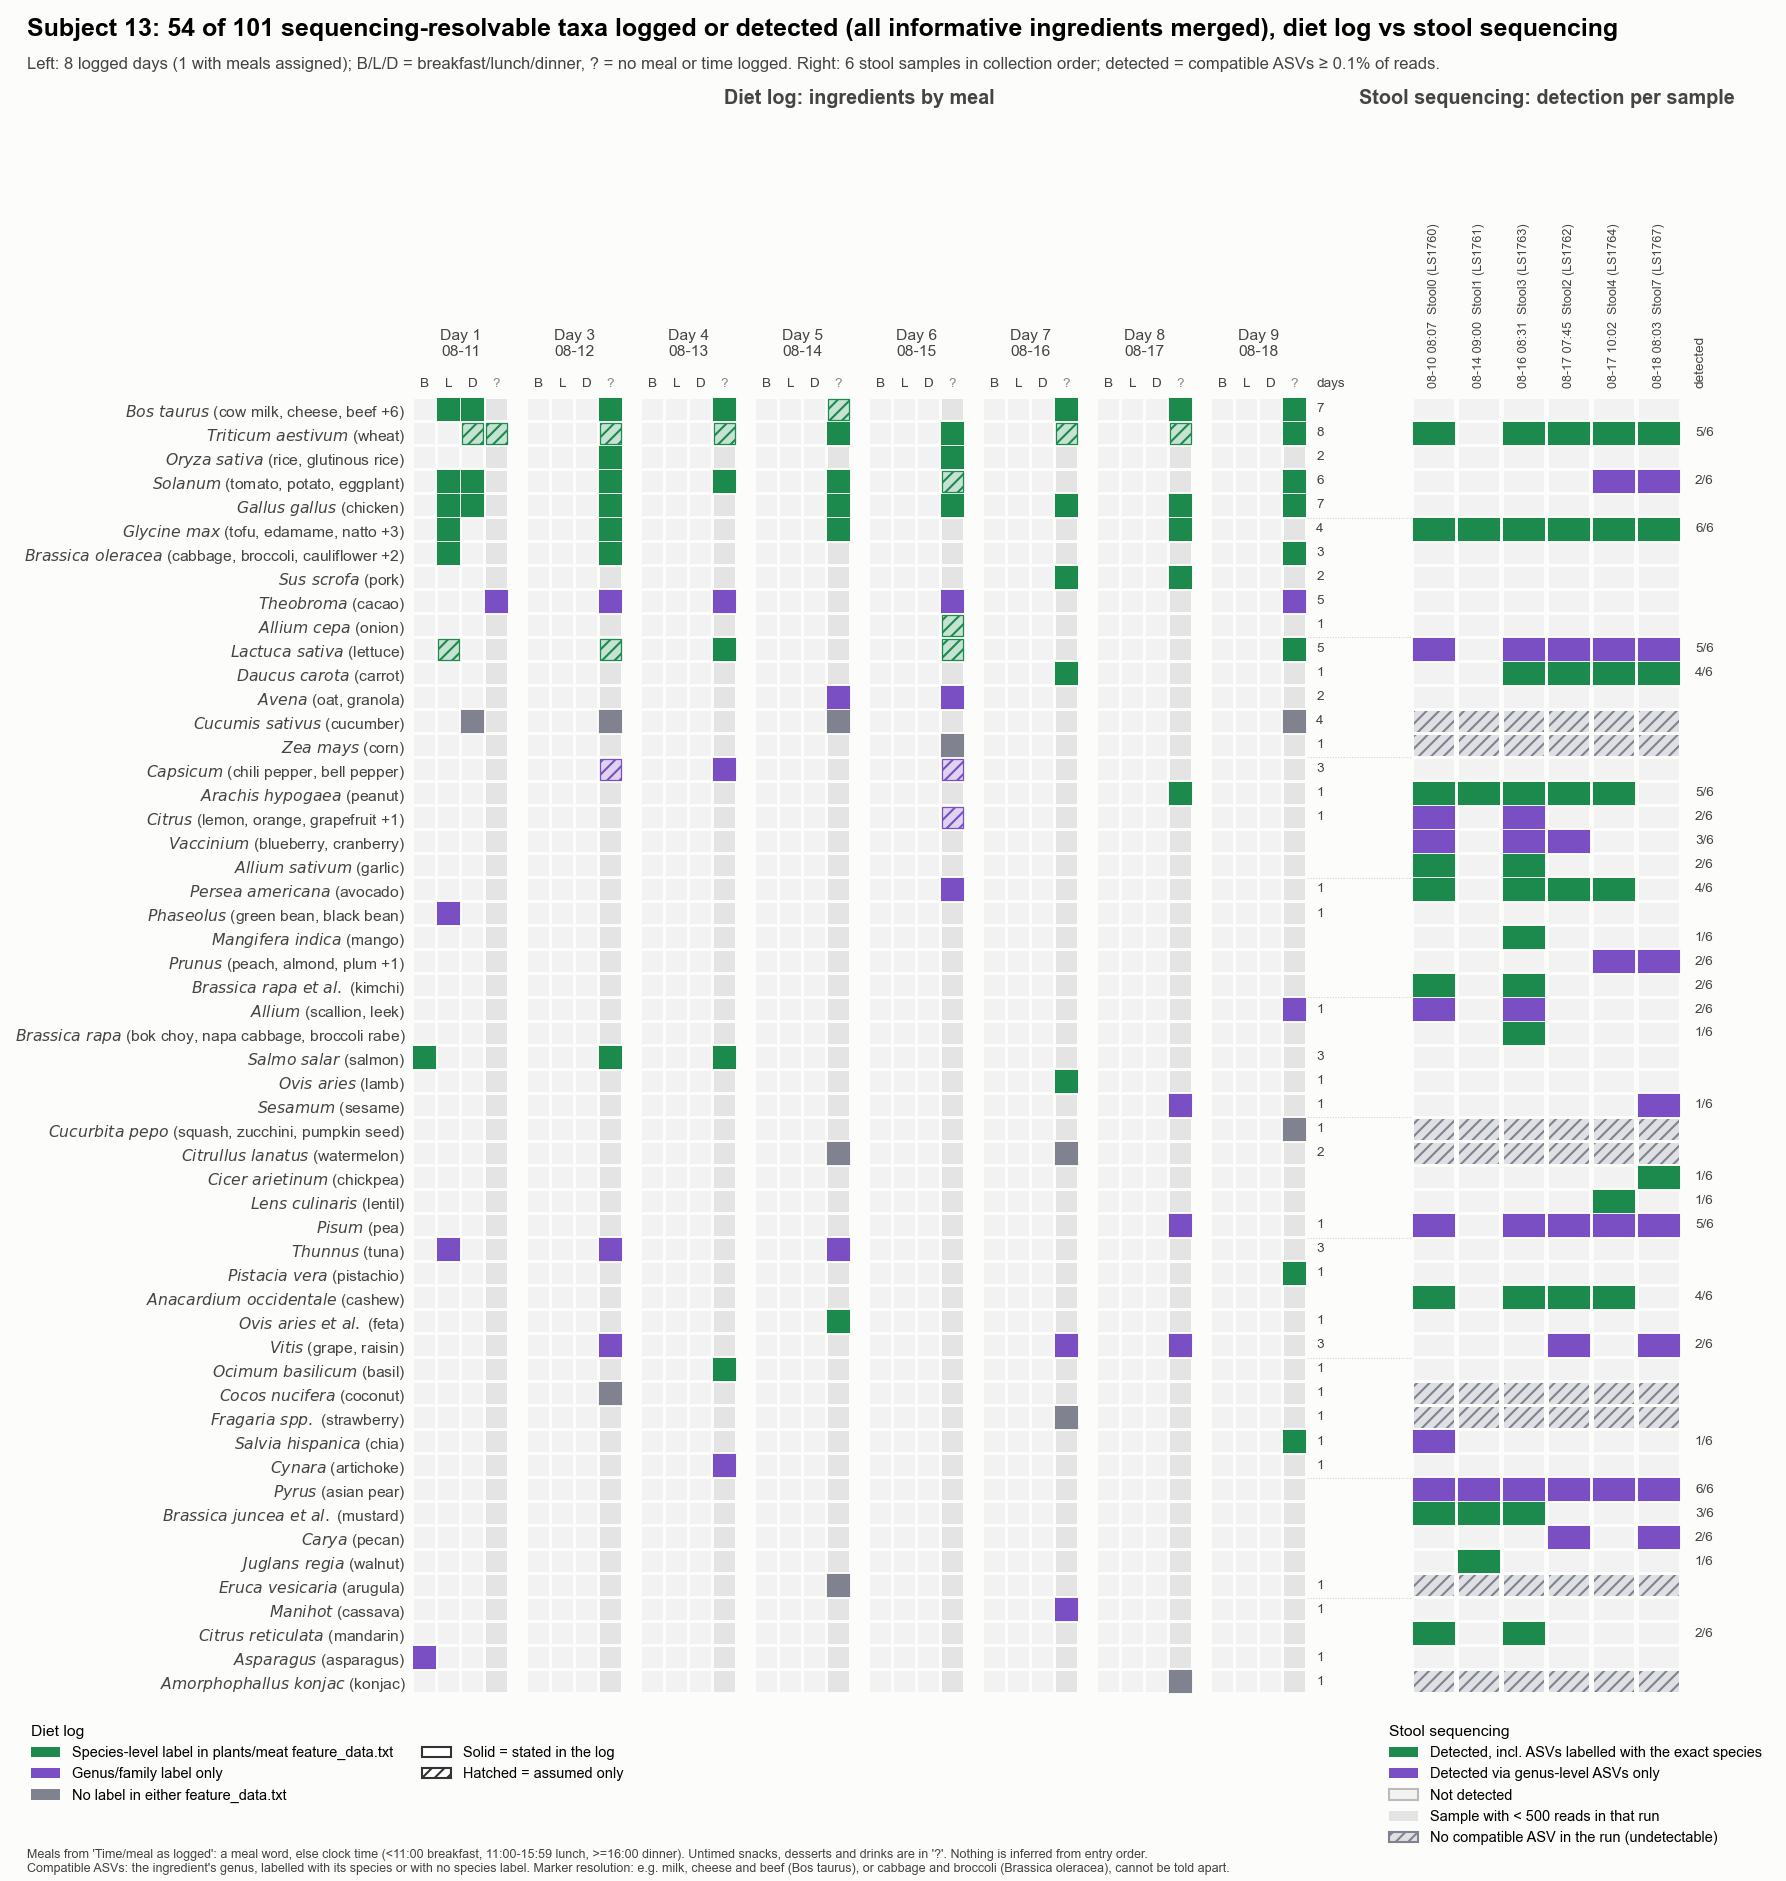 Subject 13: 54 of 101 sequencing-resolvable taxa logged or detected (all informative ingredients merged), diet log vs stool sequencing
Left: 8 logged days (1 with meals assigned); B/L/D = breakfast/lunch/dinner, ? = no meal or time logged. Right: 6 stool samples in collection order; detected = compatible ASVs ≥ 0.1% of reads.
Diet log: ingredients by meal
Stool sequencing: detection per sample
08-10 08:07 Stool0 (LS1760)
08-14 09:00 Stool1 (LS1761)
08-16 08:31 Stool3 (LS1763)
08-17 07:45 Stool2 (LS1762)
08-17 10:02 Stool4 (LS1764)
08-18 08:03 Stool7 (LS1767)
detected
Day 1 Day 3 Day 4 Day 5 Day 6 Day 7 Day 8 Day 9
08-11 08-12 08-13 08-14 08-15 08-16 08-17 08-18
B L D ? B L D ? B L D ? B L D ? B L D ? B L D ? B L D ? B L D ? days
Bos taurus (cow milk, cheese, beef +6) 7
Triticum aestivum (wheat) 8 5/6
Oryza sativa (rice, glutinous rice) 2
Solanum (tomato, potato, eggplant) 6 2/6
Gallus gallus (chicken) 7
Glycine max (tofu, edamame, natto +3) 4 6/6
Brassica oleracea (cabbage, broccoli, cauliflower +2) 3
Sus scrofa (pork) 2
Theobroma (cacao) 5
Allium cepa (onion) 1
Lactuca sativa (lettuce) 5 5/6
Daucus carota (carrot) 1 4/6
Avena (oat, granola) 2
Cucumis sativus (cucumber) 4
Zea mays (corn) 1
Capsicum (chili pepper, bell pepper) 3
Arachis hypogaea (peanut) 1 5/6
Citrus (lemon, orange, grapefruit +1) 1 2/6
Vaccinium (blueberry, cranberry) 3/6
Allium sativum (garlic) 2/6
Persea americana (avocado) 1 4/6
Phaseolus (green bean, black bean) 1
Mangifera indica (mango) 1/6
Prunus (peach, almond, plum +1) 2/6
Brassica rapa et al. (kimchi) 2/6
Allium (scallion, leek) 1 2/6
Brassica rapa (bok choy, napa cabbage, broccoli rabe) 1/6
Salmo salar (salmon) 3
Ovis aries (lamb) 1
Sesamum (sesame) 1 1/6
Cucurbita pepo (squash, zucchini, pumpkin seed) 1
Citrullus lanatus (watermelon) 2
Cicer arietinum (chickpea) 1/6
Lens culinaris (lentil) 1/6
Pisum (pea) 1 5/6
Thunnus (tuna) 3
Pistacia vera (pistachio) 1
Anacardium occidentale (cashew) 4/6
Ovis aries et al. (feta) 1
Vitis (grape, raisin) 3 2/6
Ocimum basilicum (basil) 1
Cocos nucifera (coconut) 1
Fragaria spp. (strawberry) 1
Salvia hispanica (chia) 1 1/6
Cynara (artichoke) 1
Pyrus (asian pear) 6/6
Brassica juncea et al. (mustard) 3/6
Carya (pecan) 2/6
Juglans regia (walnut) 1/6
Eruca vesicaria (arugula) 1
Manihot (cassava) 1
Citrus reticulata (mandarin) 2/6
Asparagus (asparagus) 1
Amorphophallus konjac (konjac) 1
Diet log
Species-level label in plants/meat feature_data.txt
Genus/family label only
No label in either feature_data.txt
Solid = stated in the log
Hatched = assumed only
Stool sequencing
Detected, incl. ASVs labelled with the exact species
Detected via genus-level ASVs only
Not detected
Sample with < 500 reads in that run
No compatible ASV in the run (undetectable)
Meals from 'Time/meal as logged': a meal word, else clock time (<11:00 breakfast, 11:00-15:59 lunch, >=16:00 dinner). Untimed snacks, desserts and drinks are in '?'. Nothing is inferred from entry order.
Compatible ASVs: the ingredient's genus, labelled with its species or with no species label. Marker resolution: e.g. milk, cheese and beef (Bos taurus), or cabbage and broccoli (Brassica oleracea), cannot be told apart.